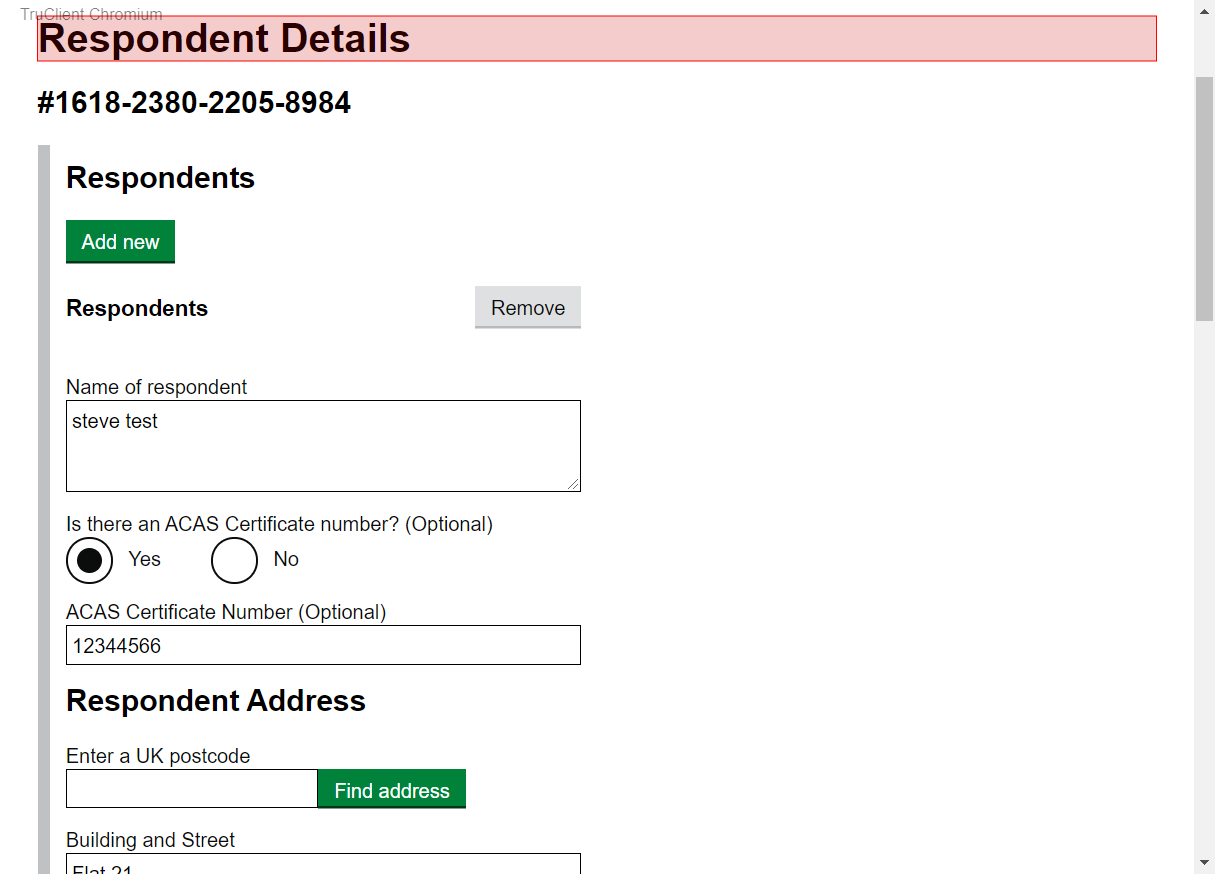 TruClient Chromium
Respondent Details
#1618-2380-2205-8984
Respondents
Add new
Respondents
Remove
Name of respondent
steve test
Is there an ACAS Certificate number? (Optional)
Yes
No
ACAS Certificate Number (Optional)
12344566
Respondent Address
Enter a UK postcode
Find address
Building and Street
Flat 21